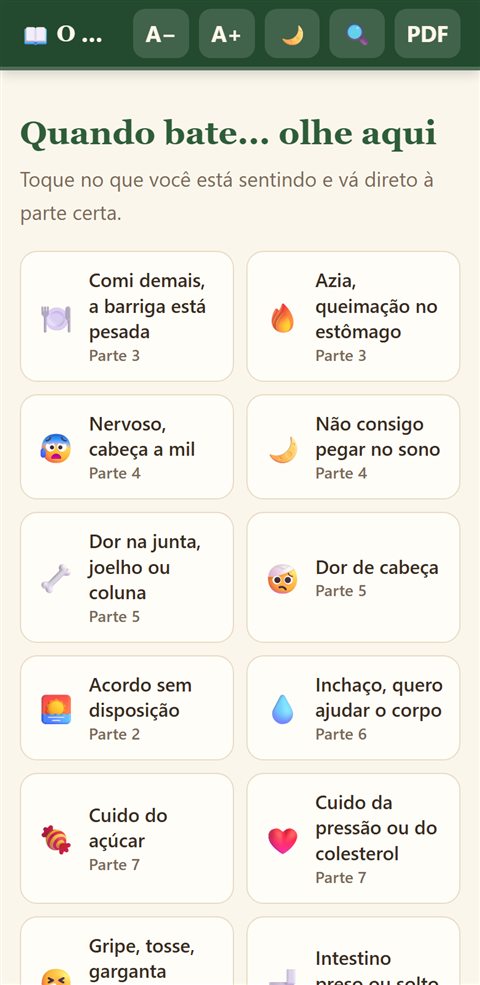 O ...
A−
A+
PDF
Quando bate... olhe aqui
Toque no que você está sentindo e vá direto à
parte certa.
Comi demais,
a barriga está
pesada
Parte 3
Azia,
queimação no
estômago
Parte 3
Nervoso,
cabeça a mil
Parte 4
Não consigo
pegar no sono
Parte 4
Dor na junta,
joelho ou
coluna
Parte 5
Dor de cabeça
Parte 5
Acordo sem
disposição
Parte 2
Inchaço, quero
ajudar o corpo
Parte 6
Cuido do
açúcar
Parte 7
Cuido da
pressão ou do
colesterol
Parte 7
Gripe, tosse,
garganta
Intestino
preso ou solto